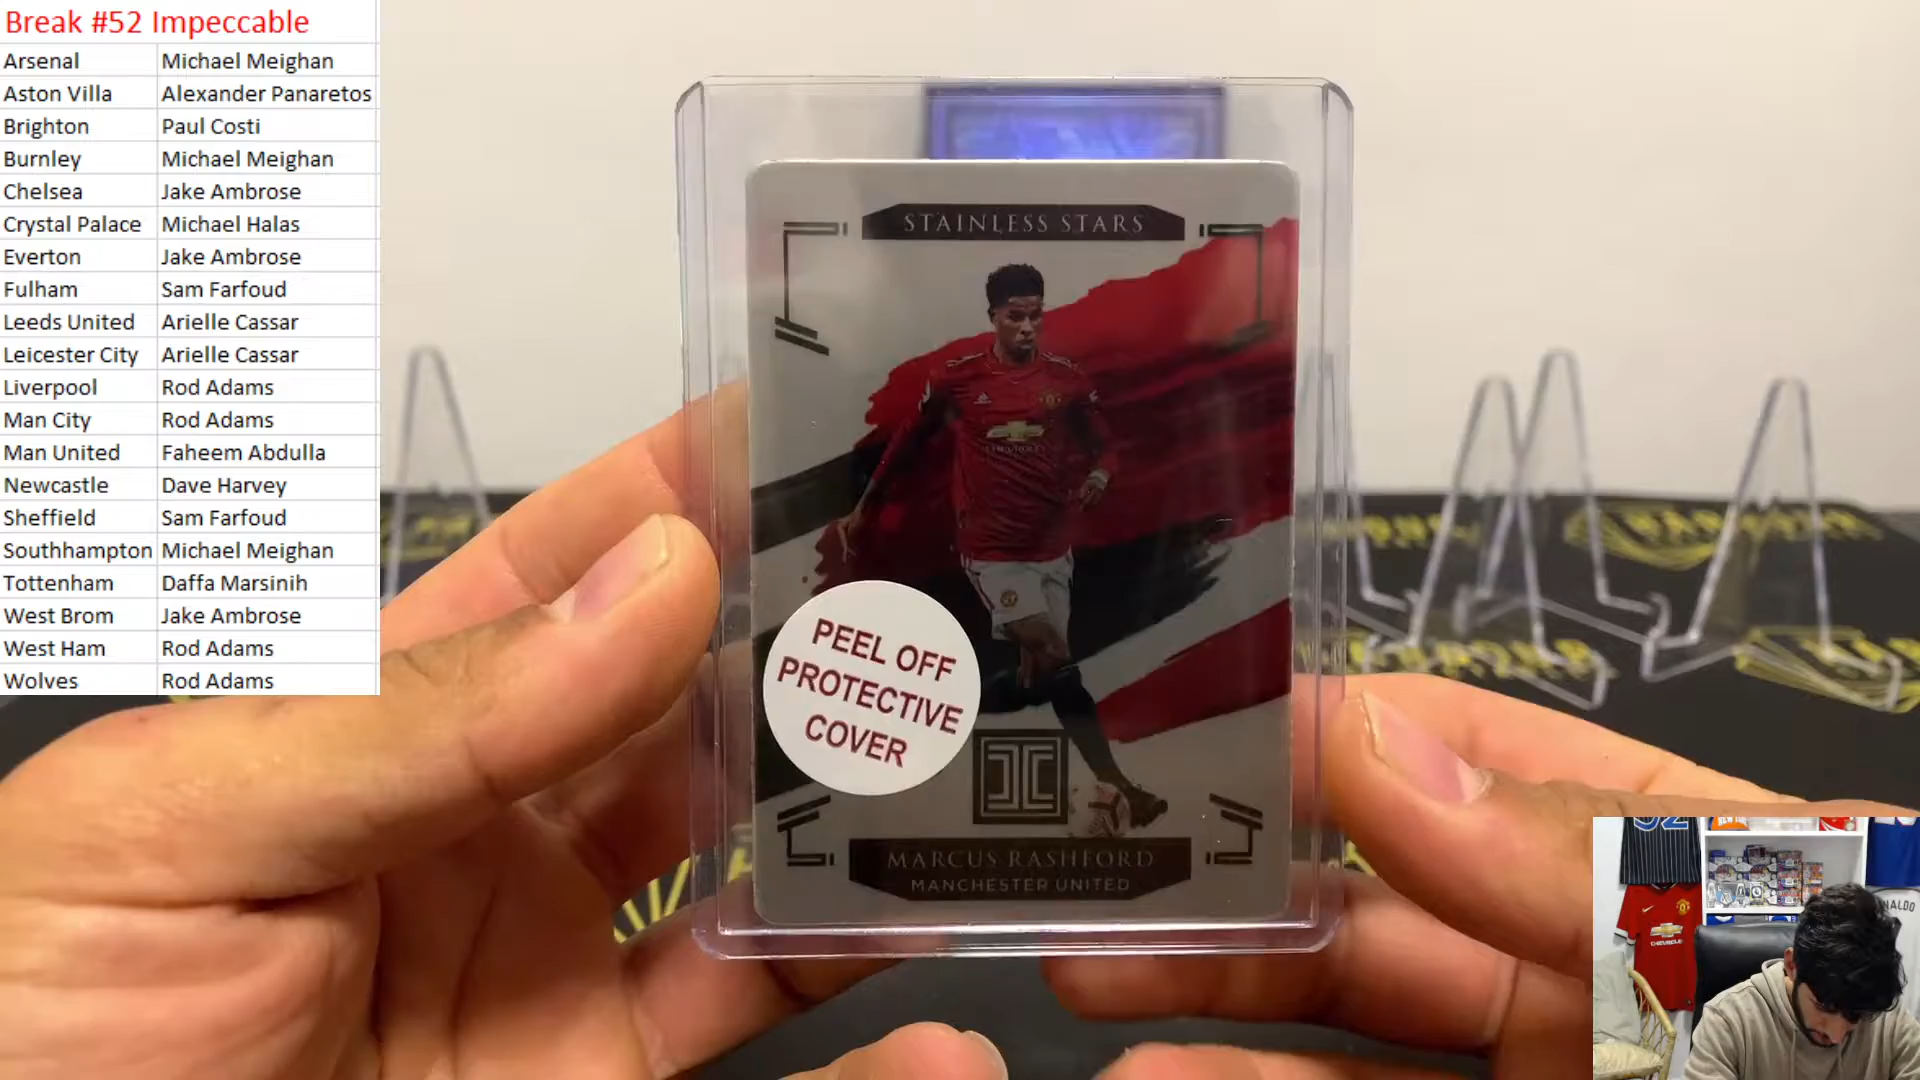 Break #52 Impeccable
Arsenal Michael Meighan
Aston Villa Alexander Panaretos
Brighton Paul Costi
Burnley Michael Meighan
Chelsea Jake Ambrose
Crystal Palace Michael Halas
Everton Jake Ambrose
Fulham Sam Farfoud
Leeds United Arielle Cassar
Leicester City Arielle Cassar
Liverpool Rod Adams
Man City Rod Adams
Man United Faheem Abdulla
Newcastle Dave Harvey
Sheffield Sam Farfoud
Southhampton Michael Meighan
Tottenham Daffa Marsinih
West Brom Jake Ambrose
West Ham Rod Adams
Wolves Rod Adams
STAINLESS STARS
PEEL OFF
PROTECTIVE
COVER
MARCUS RASHFORD
MANCHESTER UNITED
CHEVROLET